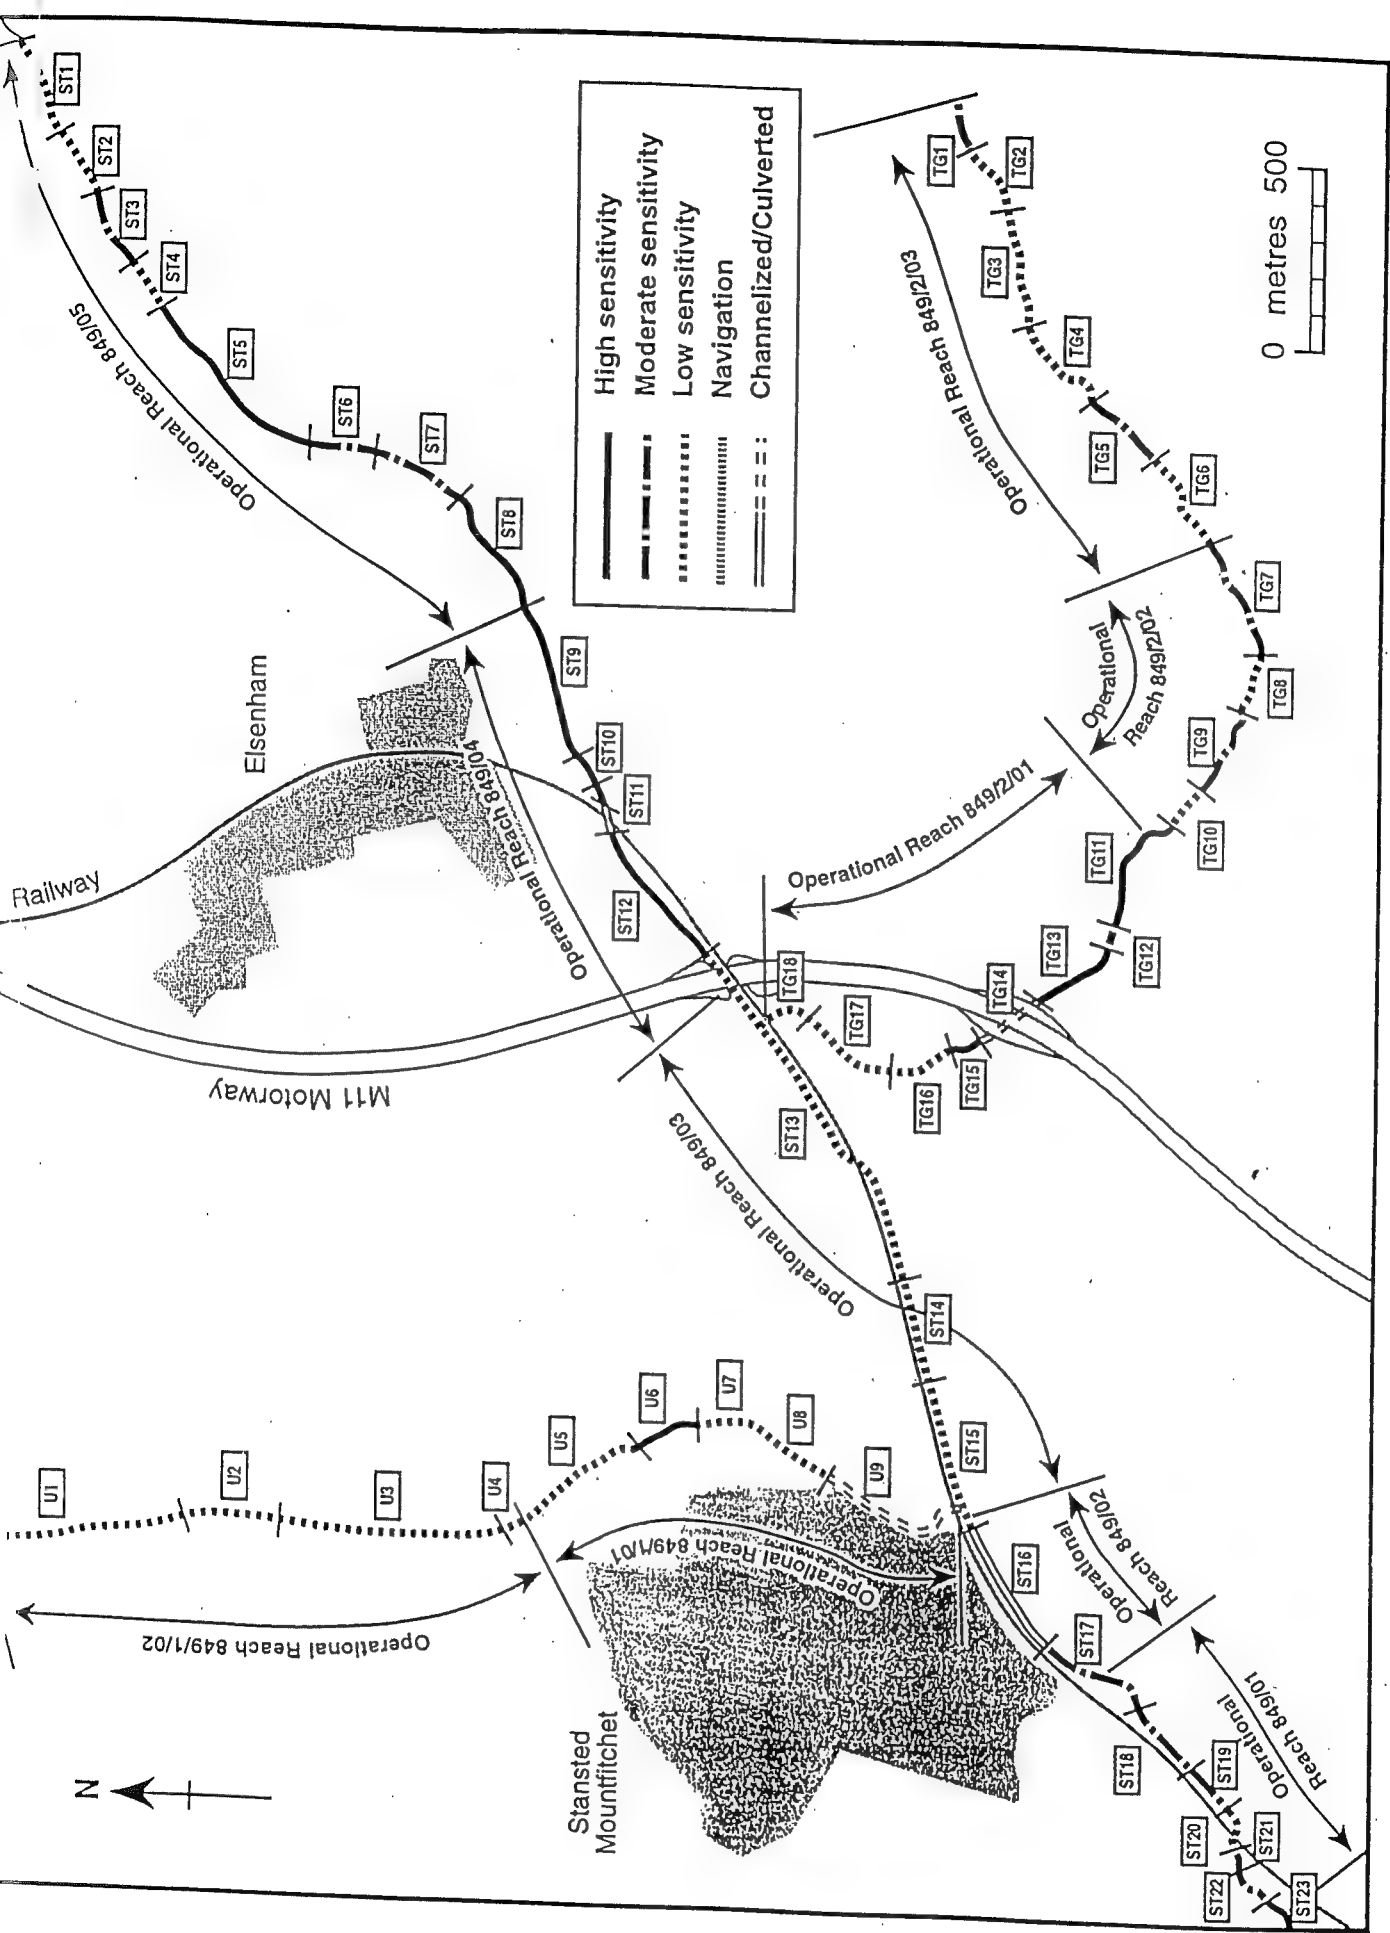 ST1
ST2
ST3
ST4
ST5
ST6
ST7
ST8
ST9
ST10
ST11
ST12
ST13
ST14
ST15
ST16
ST17
ST18
ST19
ST20
ST21
ST22
ST23
Operational Reach 849/05
Operational Reach 849/04
Operational Reach 849/03
Operational
Reach 849/02
Operational
Reach 849/01
Elsenham
Railway
M11 Motorway
High sensitivity
Moderate sensitivity
Low sensitivity
Navigation
Channelized/Culverted
TG1
TG2
TG3
TG4
TG5
TG6
TG7
TG8
TG9
TG10
TG11
TG12
TG13
TG14
TG15
TG16
TG17
TG18
Operational Reach 849/2/03
Operational
Reach 849/2/02
Operational Reach 849/2/01
0 metres 500
U1
U2
U3
U4
U5
U6
U7
U8
U9
Operational Reach 849/1/02
Operational Reach 849/1/01
Stansted
Mountfitchet
N